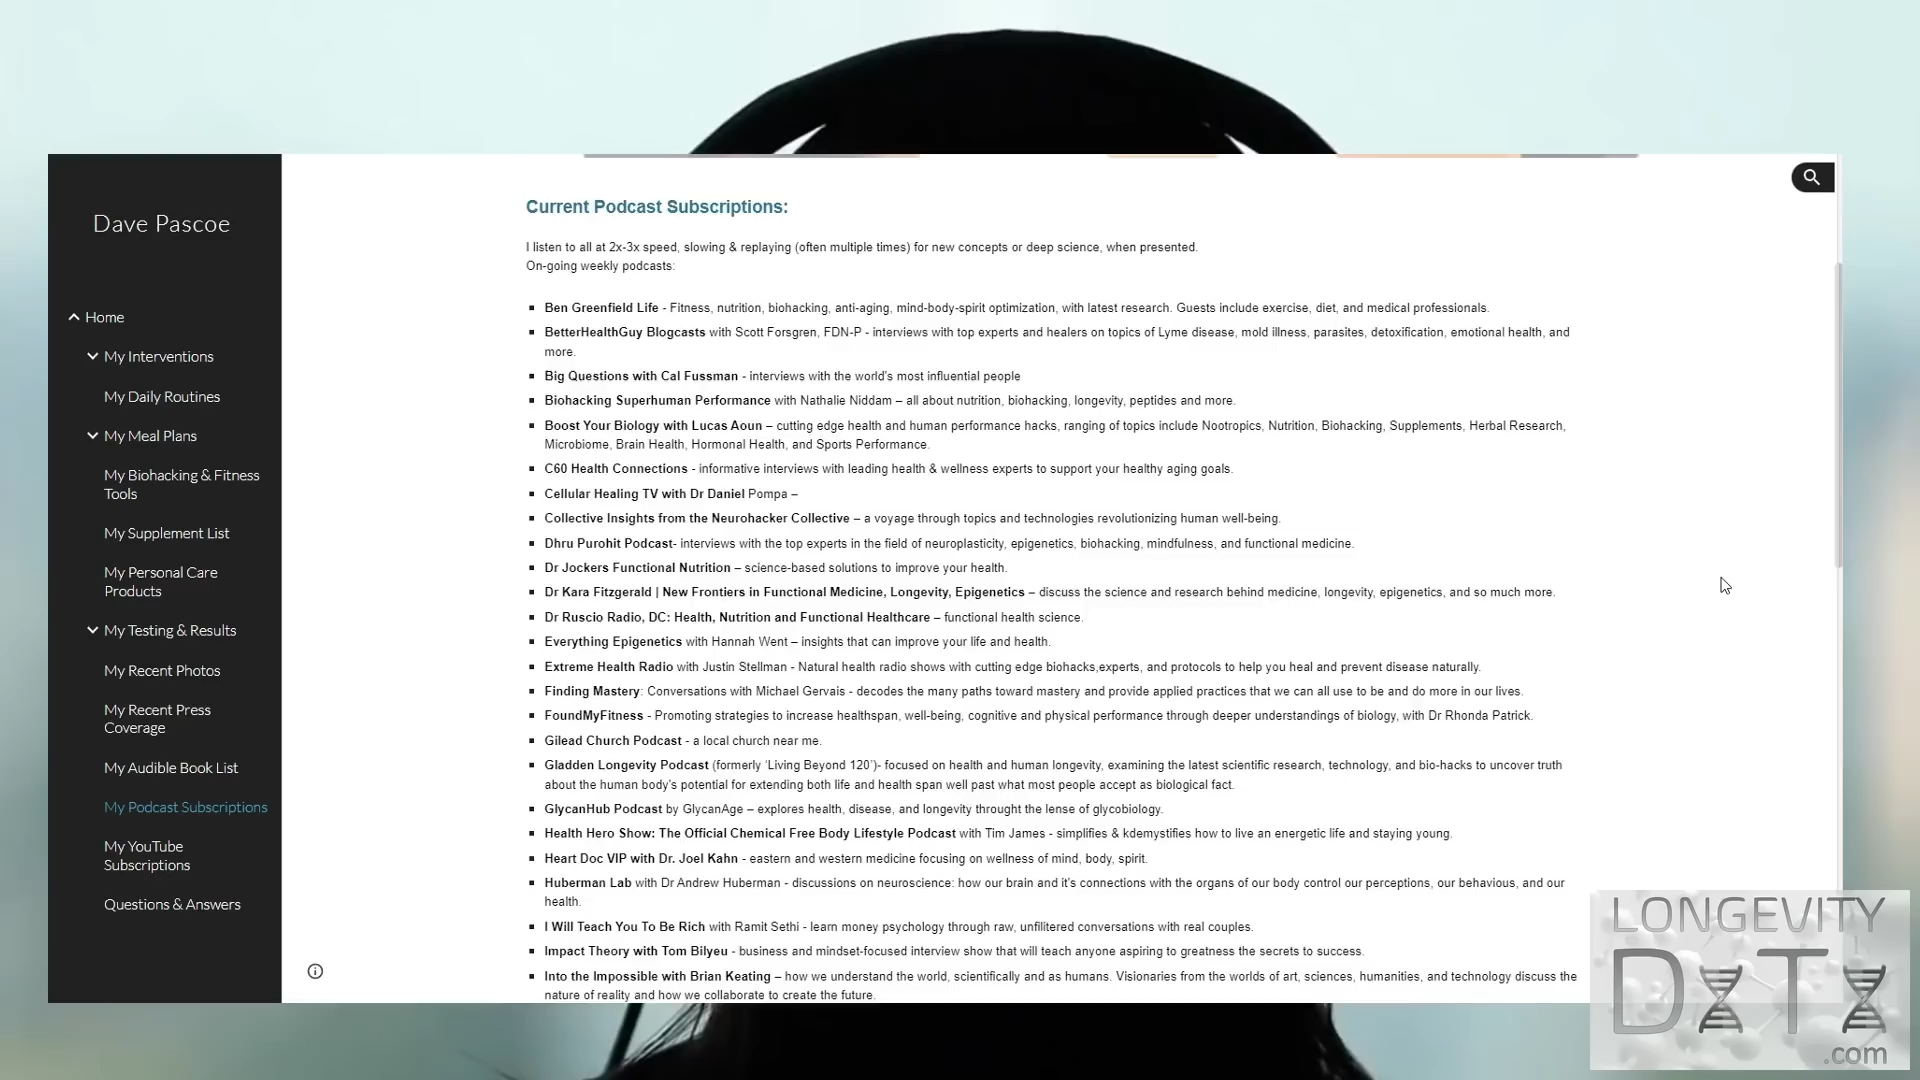 Dave Pascoe
Home
My Interventions
My Daily Routines
My Meal Plans
My Biohacking & Fitness
Tools
My Supplement List
My Personal Care
Products
My Testing & Results
My Recent Photos
My Recent Press
Coverage
My Audible Book List
My Podcast Subscriptions
My YouTube
Subscriptions
Questions & Answers
Current Podcast Subscriptions:
I listen to all at 2x-3x speed, slowing & replaying (often multiple times) for new concepts or deep science, when presented.
On-going weekly podcasts:
Ben Greenfield Life - Fitness, nutrition, biohacking, anti-aging, mind-body-spirit optimization, with latest research. Guests include exercise, diet, and medical professionals.
BetterHealthGuy Blogcasts with Scott Forsgren, FDN-P - interviews with top experts and healers on topics of Lyme disease, mold illness, parasites, detoxification, emotional health, and
more.
Big Questions with Cal Fussman - interviews with the world's most influential people
Biohacking Superhuman Performance with Nathalie Niddam – all about nutrition, biohacking, longevity, peptides and more.
Boost Your Biology with Lucas Aoun – cutting edge health and human performance hacks, ranging of topics include Nootropics, Nutrition, Biohacking, Supplements, Herbal Research,
Microbiome, Brain Health, Hormonal Health, and Sports Performance.
C60 Health Connections - informative interviews with leading health & wellness experts to support your healthy aging goals.
Cellular Healing TV with Dr Daniel Pompa –
Collective Insights from the Neurohacker Collective – a voyage through topics and technologies revolutionizing human well-being.
Dhru Purohit Podcast- interviews with the top experts in the field of neuroplasticity, epigenetics, biohacking, mindfulness, and functional medicine.
Dr Jockers Functional Nutrition – science-based solutions to improve your health.
Dr Kara Fitzgerald | New Frontiers in Functional Medicine, Longevity, Epigenetics – discuss the science and research behind medicine, longevity, epigenetics, and so much more.
Dr Ruscio Radio, DC: Health, Nutrition and Functional Healthcare – functional health science.
Everything Epigenetics with Hannah Went – insights that can improve your life and health.
Extreme Health Radio with Justin Stellman - Natural health radio shows with cutting edge biohacks,experts, and protocols to help you heal and prevent disease naturally.
Finding Mastery: Conversations with Michael Gervais - decodes the many paths toward mastery and provide applied practices that we can all use to be and do more in our lives.
FoundMyFitness - Promoting strategies to increase healthspan, well-being, cognitive and physical performance through deeper understandings of biology, with Dr Rhonda Patrick.
Gilead Church Podcast - a local church near me.
Gladden Longevity Podcast (formerly ‘Living Beyond 120’)- focused on health and human longevity, examining the latest scientific research, technology, and bio-hacks to uncover truth
about the human body's potential for extending both life and health span well past what most people accept as biological fact.
GlycanHub Podcast by GlycanAge – explores health, disease, and longevity throught the lense of glycobiology.
Health Hero Show: The Official Chemical Free Body Lifestyle Podcast with Tim James - simplifies & kdemystifies how to live an energetic life and staying young.
Heart Doc VIP with Dr. Joel Kahn - eastern and western medicine focusing on wellness of mind, body, spirit.
Huberman Lab with Dr Andrew Huberman - discussions on neuroscience: how our brain and it's connections with the organs of our body control our perceptions, our behavious, and our
health.
I Will Teach You To Be Rich with Ramit Sethi - learn money psychology through raw, unfiltered conversations with real couples.
Impact Theory with Tom Bilyeu - business and mindset-focused interview show that will teach anyone aspiring to greatness the secrets to success.
Into the Impossible with Brian Keating – how we understand the world, scientifically and as humans. Visionaries from the worlds of art, sciences, humanities, and technology discuss the
nature of reality and how we collaborate to create the future.
LONGEVITY
DxTx
.com